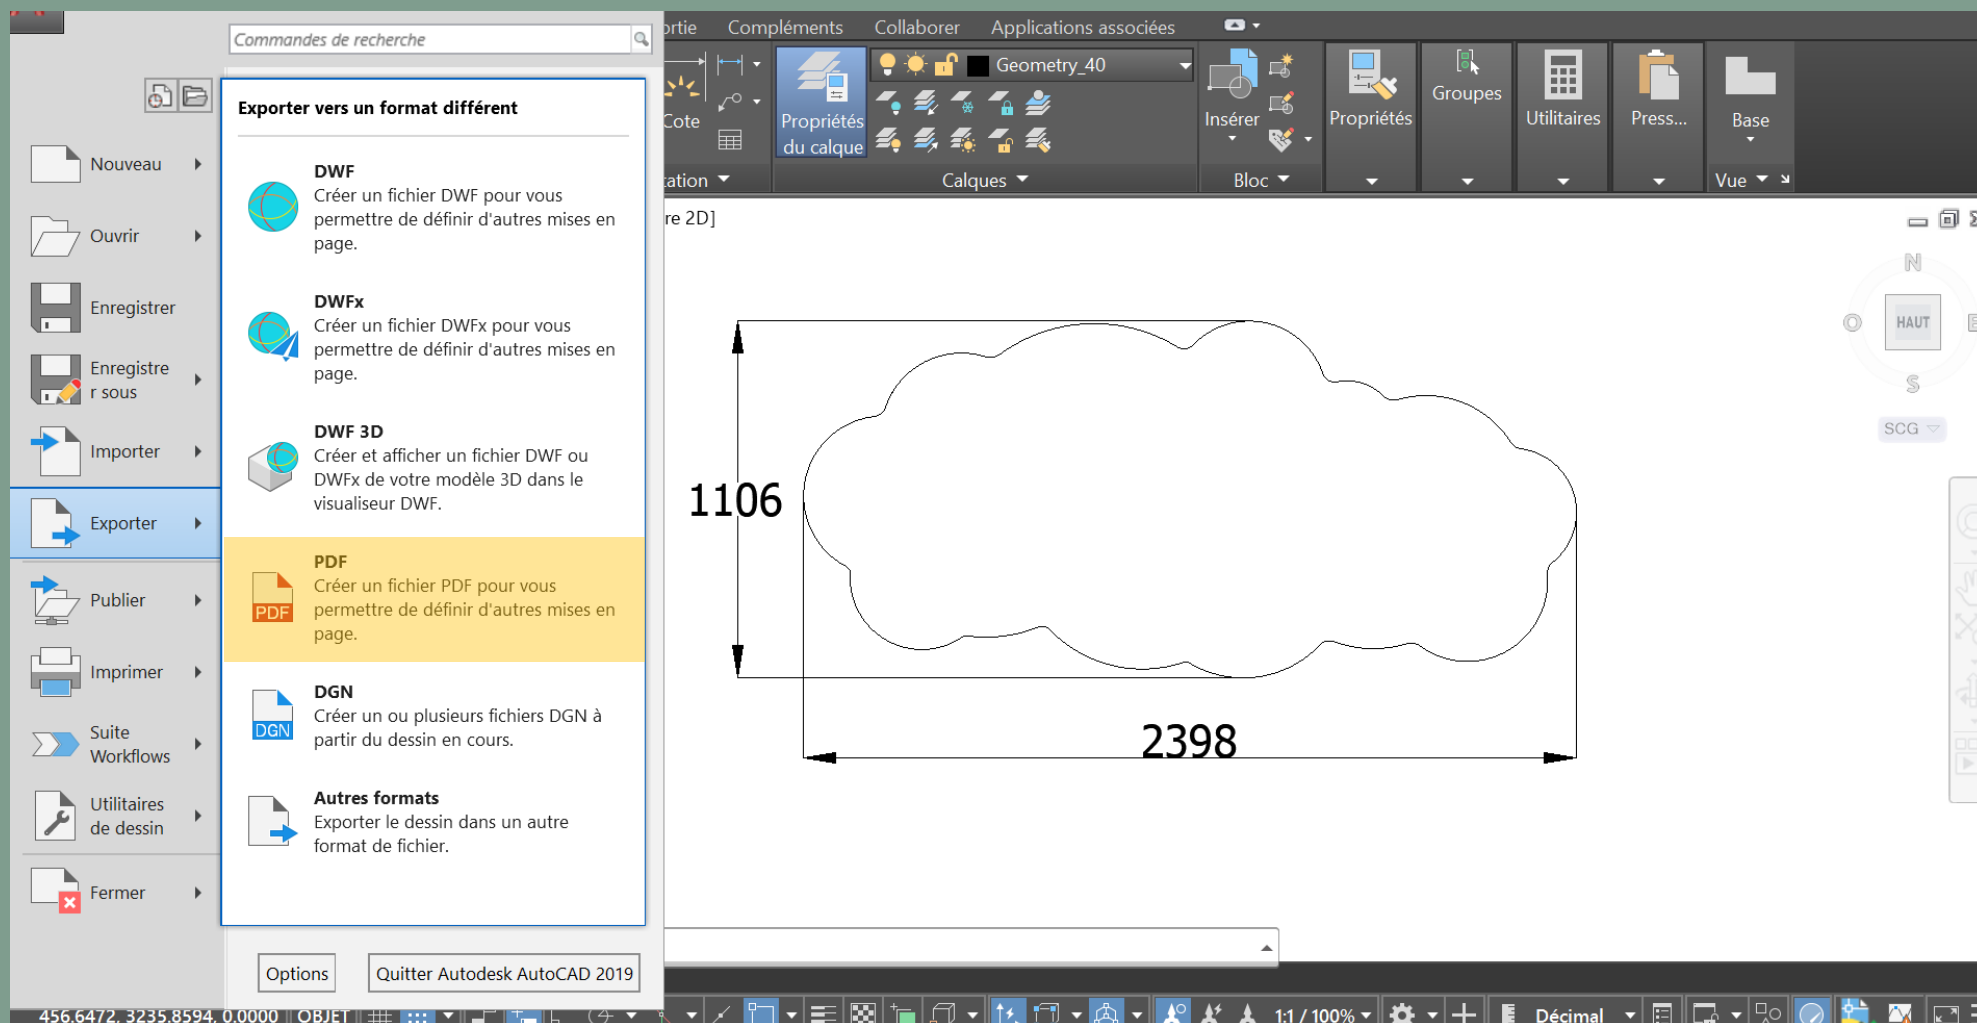 Commandes de recherche
ortie Compléments Collaborer Applications associées
Exporter vers un format différent
DWF
Créer un fichier DWF pour vous
permettre de définir d'autres mises en
page.
DWFx
Créer un fichier DWFx pour vous
permettre de définir d'autres mises en
page.
DWF 3D
Créer et afficher un fichier DWF ou
DWFx de votre modèle 3D dans le
visualiseur DWF.
PDF
PDF
Créer un fichier PDF pour vous
permettre de définir d'autres mises en
page.
DGN
DGN
Créer un ou plusieurs fichiers DGN à
partir du dessin en cours.
Autres formats
Exporter le dessin dans un autre
format de fichier.
Nouveau
Ouvrir
Enregistrer
Enregistre
r sous
Importer
Exporter
Publier
Imprimer
Suite
Workflows
Utilitaires
de dessin
Fermer
Options
Quitter Autodesk AutoCAD 2019
Cote
Propriétés
du calque
Geometry_40
Insérer
Propriétés
Groupes
Utilitaires
Press...
Base
tation
Calques
Bloc
Vue
re 2D]
N
O
HAUT
E
S
SCG
1106
2398
456.6472, 3235.8594, 0.0000 OBJET
1:1 / 100%
Décimal